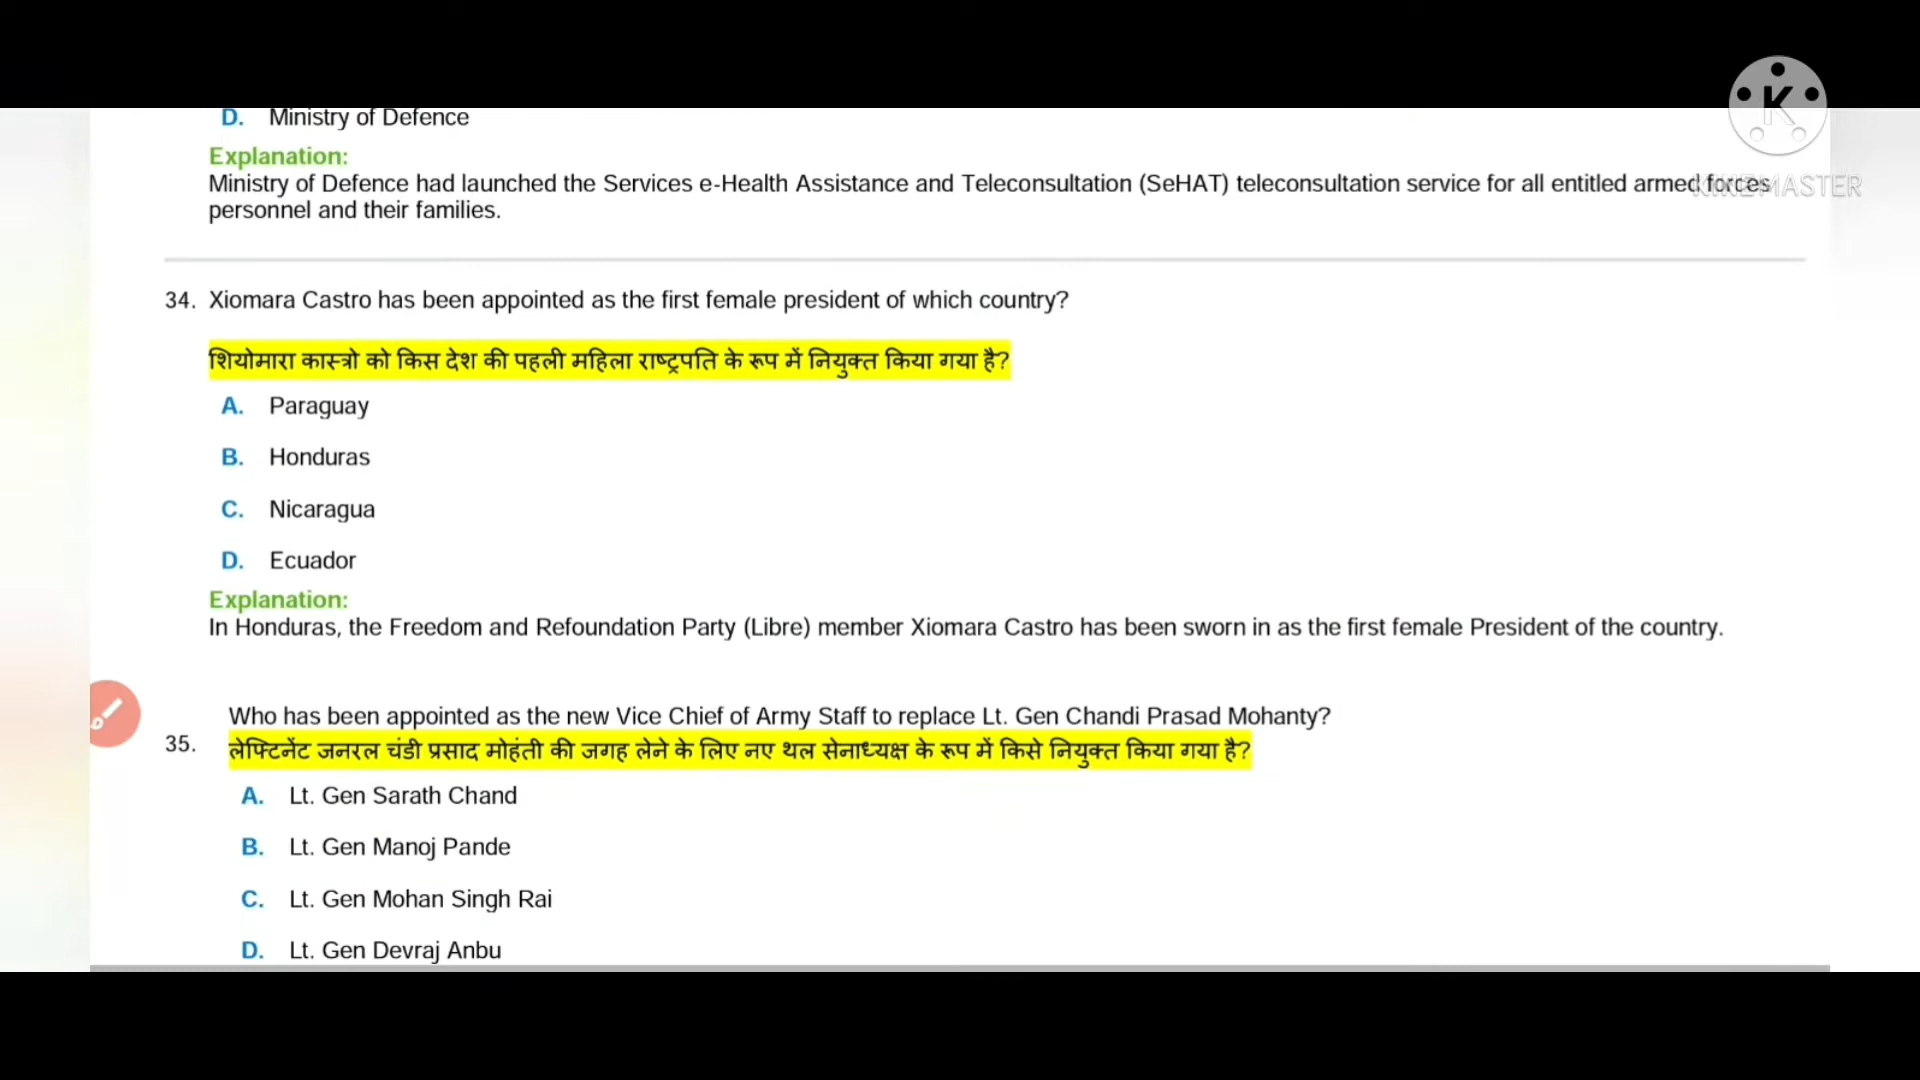 D. Ministry of Defence
Explanation:
Ministry of Defence had launched the Services e-Health Assistance and Teleconsultation (SeHAT) teleconsultation service for all entitled armed forces
personnel and their families.
K
KINEMASTER
34. Xiomara Castro has been appointed as the first female president of which country?
शियोमारा कास्त्रो को किस देश की पहली महिला राष्ट्रपति के रूप में नियुक्त किया गया है?
A. Paraguay
B. Honduras
C. Nicaragua
D. Ecuador
Explanation:
In Honduras, the Freedom and Refoundation Party (Libre) member Xiomara Castro has been sworn in as the first female President of the country.
Who has been appointed as the new Vice Chief of Army Staff to replace Lt. Gen Chandi Prasad Mohanty?
35. लेफ्टिनेंट जनरल चंडी प्रसाद मोहंती की जगह लेने के लिए नए थल सेनाध्यक्ष के रूप में किसे नियुक्त किया गया है?
A. Lt. Gen Sarath Chand
B. Lt. Gen Manoj Pande
C. Lt. Gen Mohan Singh Rai
D. Lt. Gen Devraj Anbu